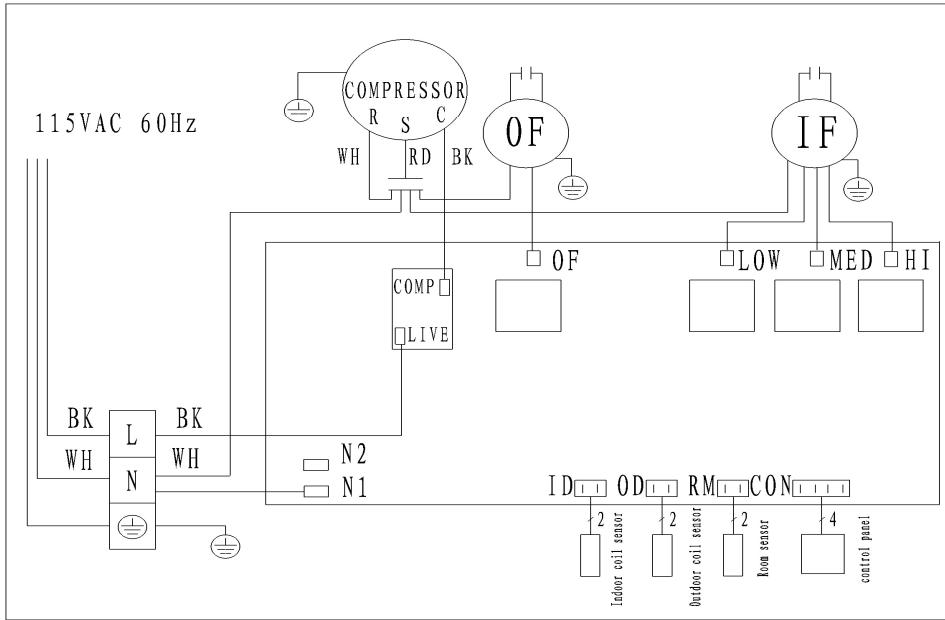 115VAC 60Hz
COMPRESSOR
R S C
WH RD BK
OF
IF
OF
LOW
MED
HI
COMP
LIVE
BK L BK
WH N WH
N2
N1
ID OD RM CON
2 2 2 4
Indoor coil sensor
Outdoor coil sensor
Room sensor
control panel